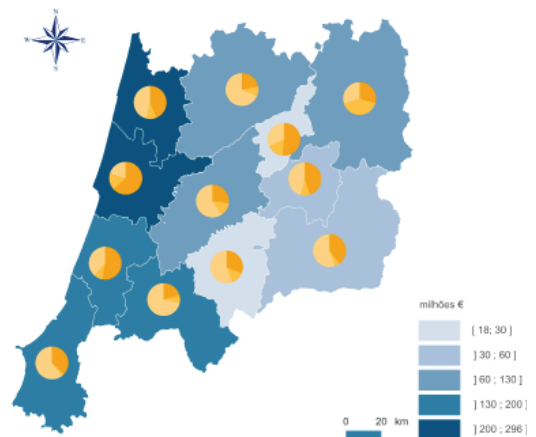 N
W E
S
milhões €
[ 18; 30 ]
] 30 ; 60 ]
] 60 ; 130 ]
] 130 ; 200 ]
] 200 ; 296 ]
0 20 km